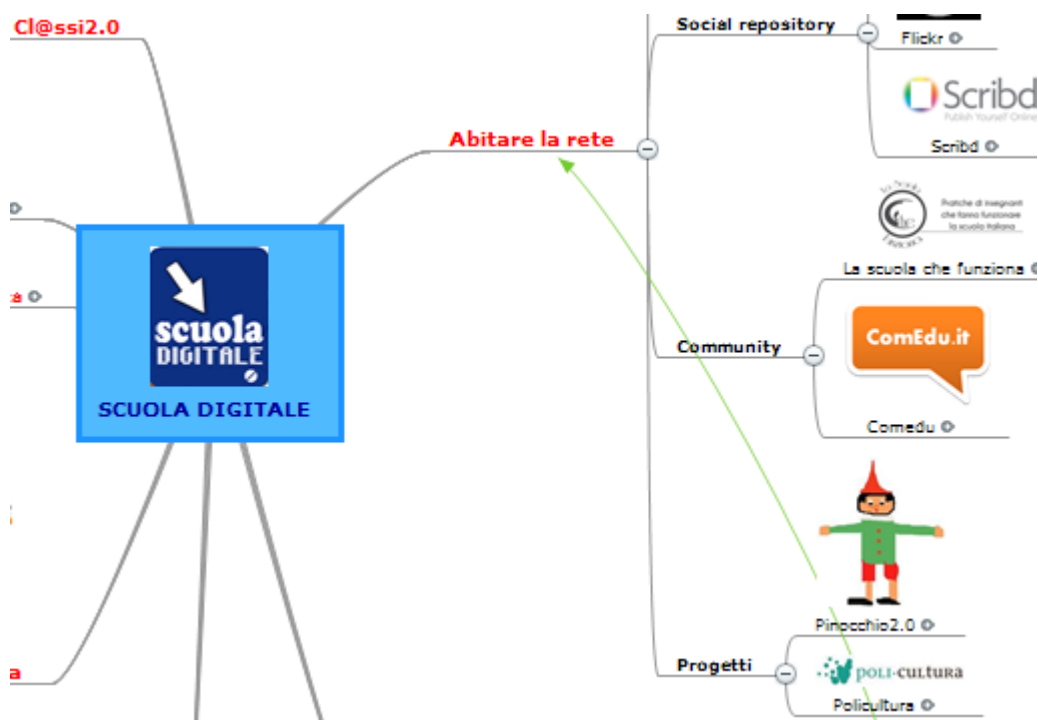 Cl@ssi2.0
Social repository
Flickr
Scribd
Publish Yourself Online
Scribd
Abitare la rete
La Scuola
Pratiche di insegnanti
che fanno funzionare
la scuola italiana
La scuola che funziona
scuola
DIGITALE
SCUOLA DIGITALE
Community
ComEdu.it
Comedu
Pinocchio2.0
Progetti
POLI-CULTURA
Policultura